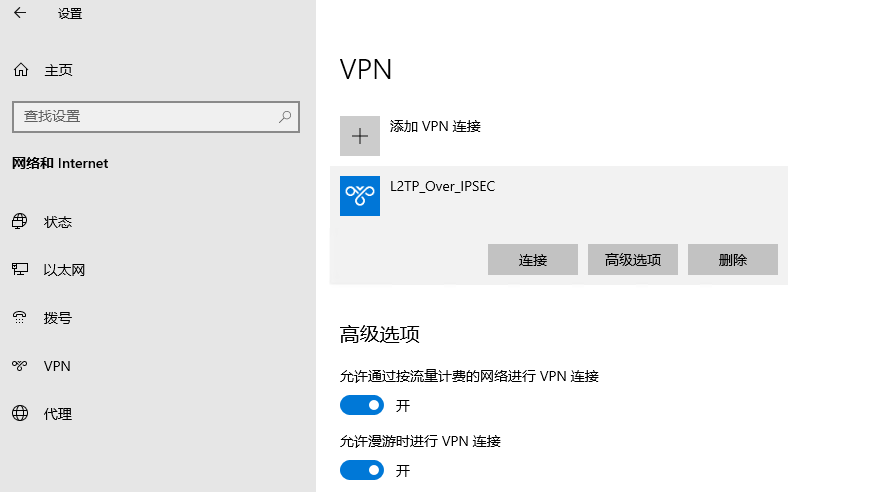 设置
主页
查找设置
网络和 Internet
状态
以太网
拨号
VPN
代理
VPN
添加 VPN 连接
L2TP_Over_IPSEC
连接 高级选项 删除
高级选项
允许通过按流量计费的网络进行 VPN 连接
开
允许漫游时进行 VPN 连接
开